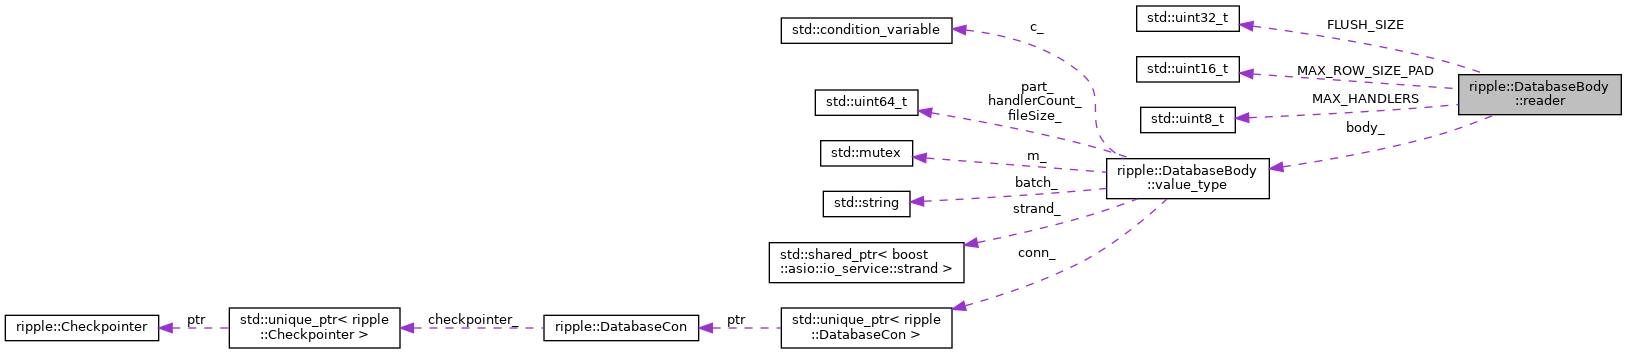 std::uint32_t
FLUSH_SIZE
std::condition_variable
c_
std::uint16_t
MAX_ROW_SIZE_PAD
ripple::DatabaseBody
::reader
std::uint64_t
part_
handlerCount_
fileSize_
std::uint8_t
MAX_HANDLERS
body_
std::mutex
m_
ripple::DatabaseBody
::value_type
std::string
batch_
strand_
std::shared_ptr< boost
::asio::io_service::strand >
conn_
ripple::Checkpointer
ptr
std::unique_ptr< ripple
::Checkpointer >
checkpointer_
ripple::DatabaseCon
ptr
std::unique_ptr< ripple
::DatabaseCon >